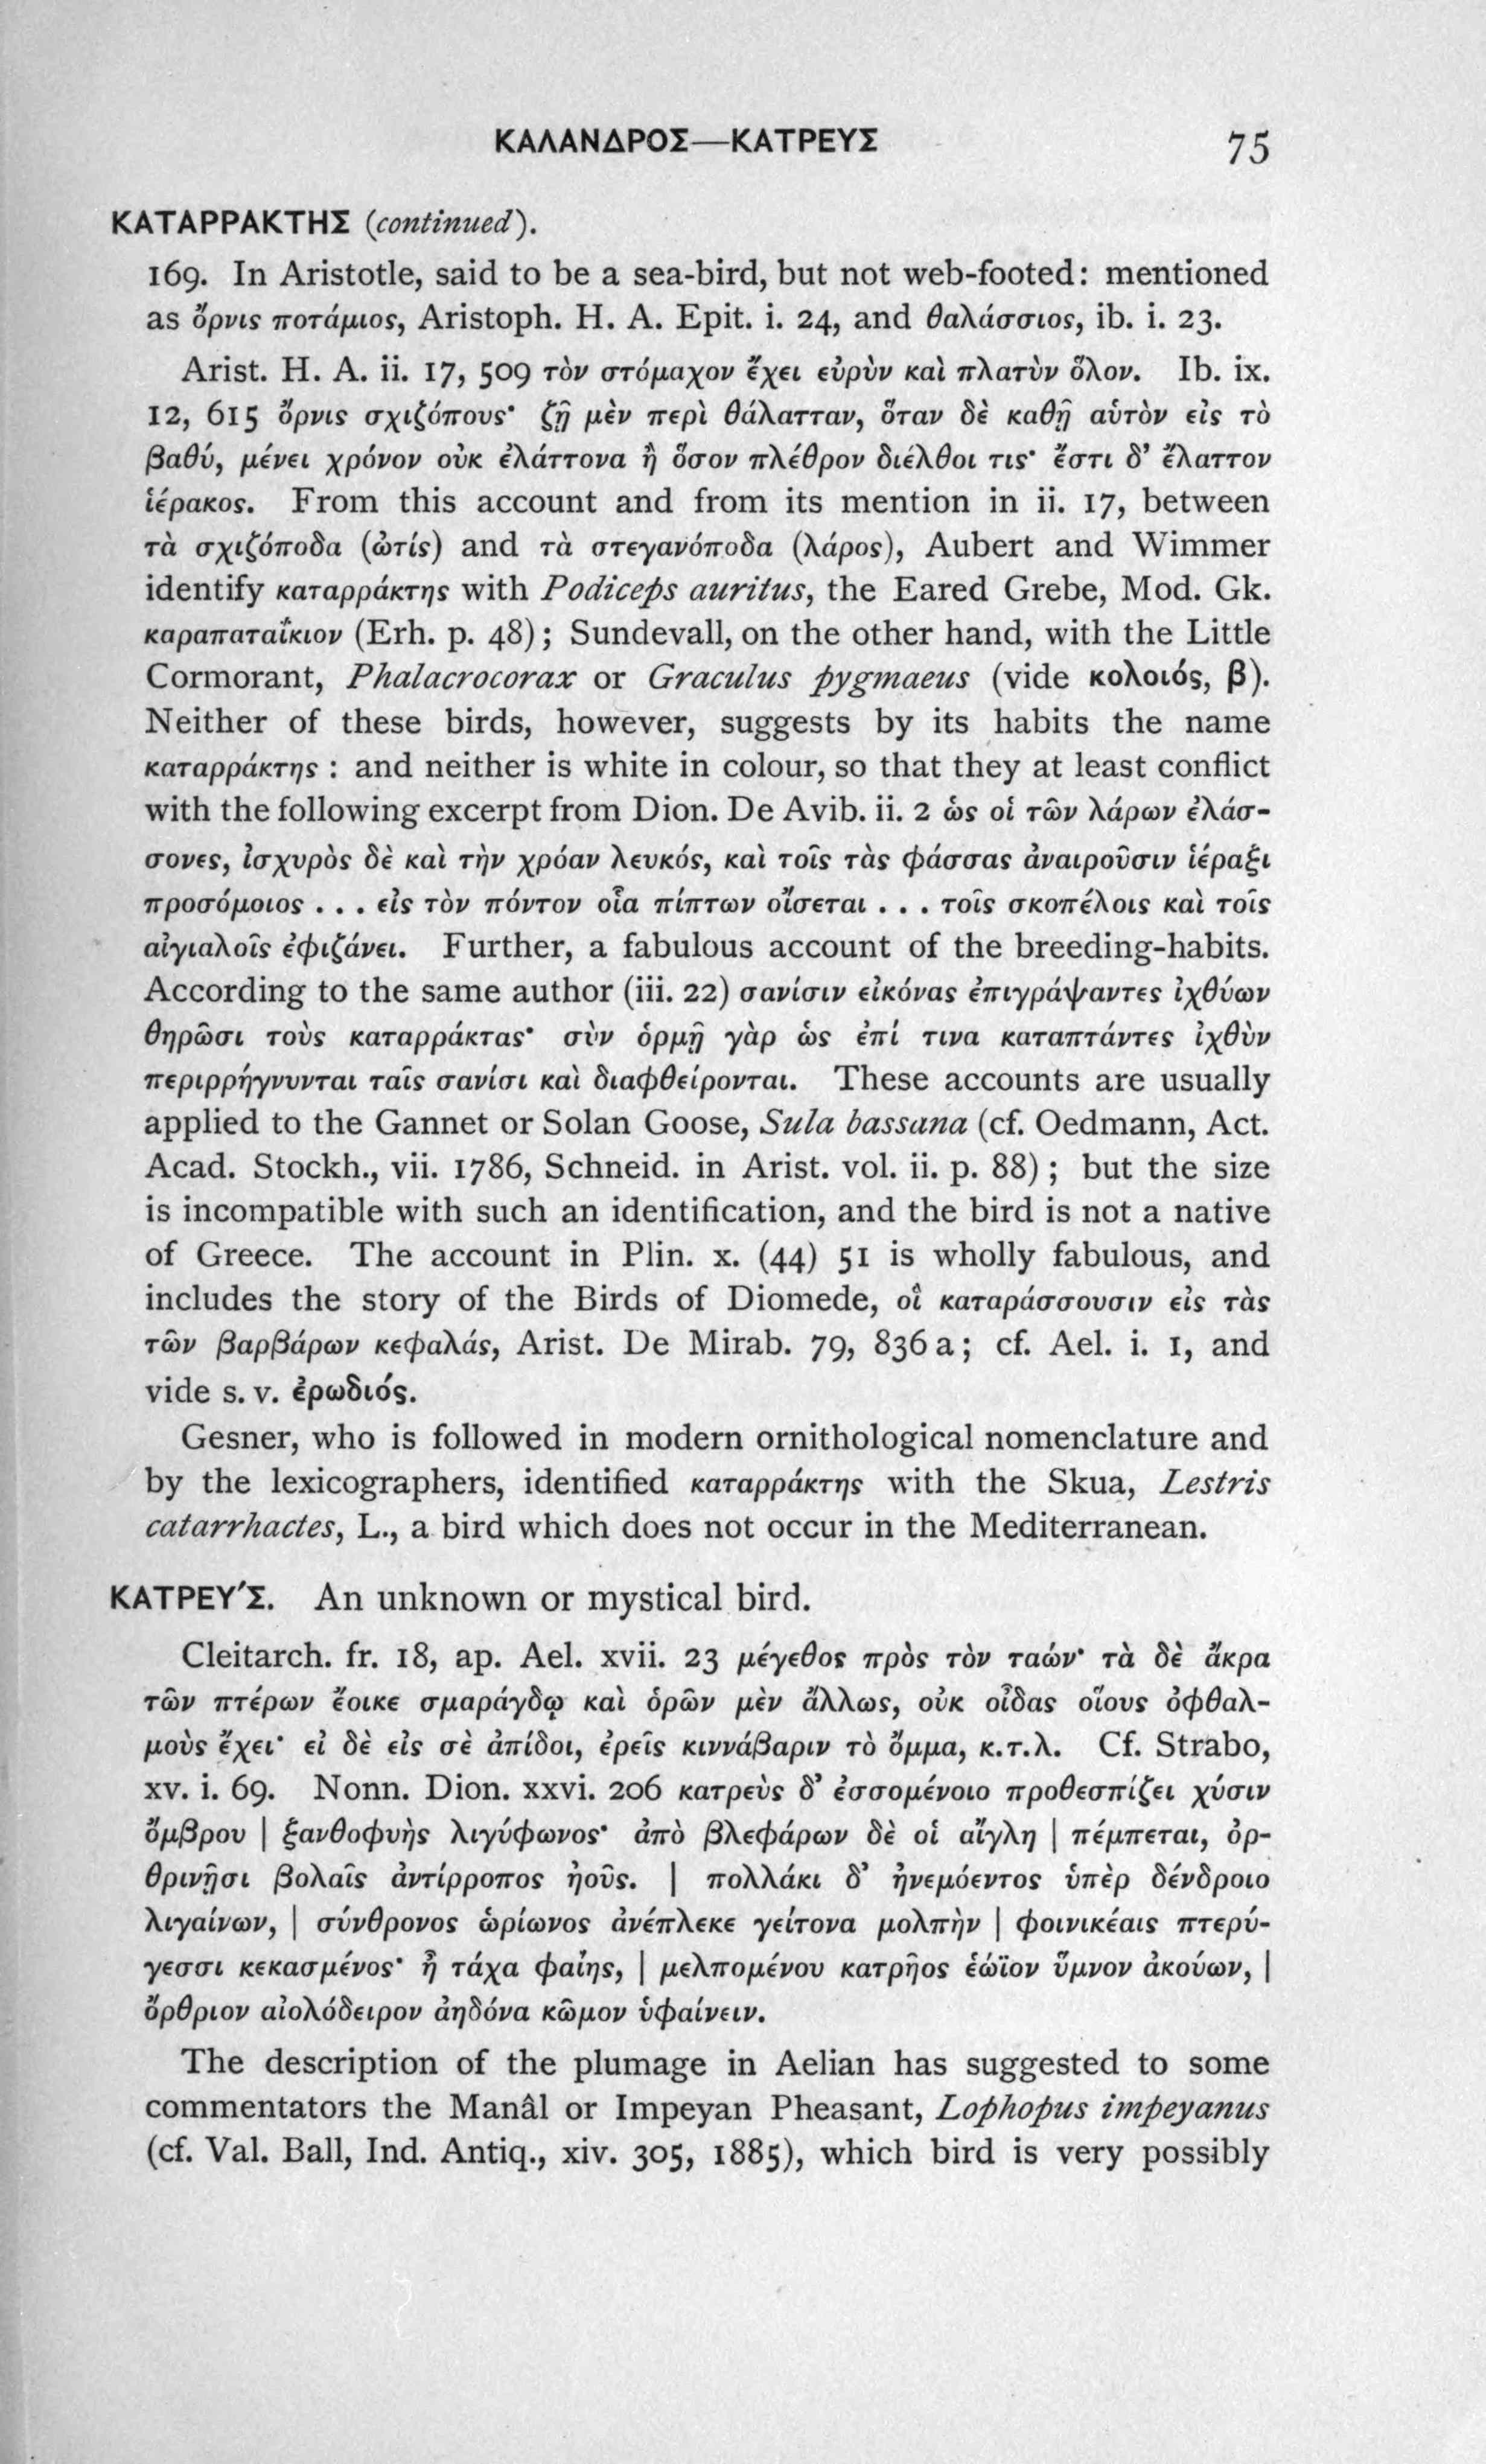 ΚΑΛΑΝΔΡΟΣ—ΚΑΤΡΕΥΣ 75
ΚΑΤΑΡΡΑΚΤΗΣ (continued).
169. In Aristotle, said to be a sea-bird, but not web-footed: mentioned
as ὄρνις ποτάμιος, Aristoph. H. A. Epit. i. 24, and θαλάσσιος, ib. i. 23.
Arist. H. A. ii. 17, 509 τὸν στόμαχον ἔχει εὐρὺν καὶ πλατὺν ὅλον. Ib. ix.
12, 615 ὄρνις σχιζόπους· ζῇ μὲν περὶ θάλατταν, ὅταν δὲ καθῇ αὑτὸν εἰς τὸ
βαθύ, μένει χρόνον οὐκ ἐλάττονα ἢ ὅσον πλέθρον διέλθοι τις· ἔστι δ’ ἔλαττον
ἱέρακος. From this account and from its mention in ii. 17, between
τὰ σχιζόποδα (ὠτίς) and τὰ στεγανόποδα (λάρος), Aubert and Wimmer
identify καταρράκτης with Podiceps auritus, the Eared Grebe, Mod. Gk.
καραπαταΐκιον (Erh. p. 48); Sundevall, on the other hand, with the Little
Cormorant, Phalacrocorax or Graculus pygmaeus (vide κολοιός, β).
Neither of these birds, however, suggests by its habits the name
καταρράκτης : and neither is white in colour, so that they at least conflict
with the following excerpt from Dion. De Avib. ii. 2 ὡς οἱ τῶν λάρων ἐλάσ-
σονες, ἰσχυρὸς δὲ καὶ τὴν χρόαν λευκός, καὶ τοῖς τὰς φάσσας ἀναιροῦσιν ἱέραξι
προσόμοιος . . . εἰς τὸν πόντον οἷα πίπτων οἴσεται . . . τοῖς σκοπέλοις καὶ τοῖς
αἰγιαλοῖς ἐφιζάνει. Further, a fabulous account of the breeding-habits.
According to the same author (iii. 22) σανίσιν εἰκόνας ἐπιγράψαντες ἰχθύων
θηρῶσι τοὺς καταρράκτας· σὺν ὁρμῇ γὰρ ὡς ἐπί τινα καταπτάντες ἰχθὺν
περιρρήγνυνται ταῖς σανίσι καὶ διαφθείρονται. These accounts are usually
applied to the Gannet or Solan Goose, Sula bassana (cf. Oedmann, Act.
Acad. Stockh., vii. 1786, Schneid. in Arist. vol. ii. p. 88) ; but the size
is incompatible with such an identification, and the bird is not a native
of Greece. The account in Plin. x. (44) 51 is wholly fabulous, and
includes the story of the Birds of Diomede, οἳ καταράσσουσιν εἰς τὰς
τῶν βαρβάρων κεφαλάς, Arist. De Mirab. 79, 836 a; cf. Ael. i. 1, and
vide s. v. ἐρωδιός.
Gesner, who is followed in modern ornithological nomenclature and
by the lexicographers, identified καταρράκτης with the Skua, Lestris
catarrhactes, L., a bird which does not occur in the Mediterranean.
ΚΑΤΡΕΥ´Σ. An unknown or mystical bird.
Cleitarch. fr. 18, ap. Ael. xvii. 23 μέγεθος πρὸς τὸν ταών· τὰ δὲ ἄκρα
τῶν πτέρων ἔοικε σμαράγδῳ καὶ ὁρῶν μὲν ἄλλως, οὐκ οἶδας οἵους ὀφθαλ-
μοὺς ἔχει· εἰ δὲ εἰς σὲ ἀπίδοι, ἐρεῖς κιννάβαριν τὸ ὄμμα, κ.τ.λ. Cf. Strabo,
xv. i. 69. Nonn. Dion. xxvi. 206 κατρεὺς δ’ ἐσσομένοιο προθεσπίζει χύσιν
ὄμβρου | ξανθοφυὴς λιγύφωνος· ἀπὸ βλεφάρων δὲ οἱ αἴγλη | πέμπεται, ὀρ-
θρινῇσι βολαῖς ἀντίρροπος ἠοῦς. | πολλάκι δ’ ἠνεμόεντος ὑπὲρ δένδροιο
λιγαίνων, | σύνθρονος ὠρίωνος ἀνέπλεκε γείτονα μολπὴν | φοινικέαις πτερύ-
γεσσι κεκασμένος· ἦ τάχα φαίης, | μελπομένου κατρῆος ἑώϊον ὕμνον ἀκούων, |
ὄρθριον αἰολόδειρον ἀηδόνα κῶμον ὑφαίνειν.
The description of the plumage in Aelian has suggested to some
commentators the Manâl or Impeyan Pheasant, Lophopus impeyanus
(cf. Val. Ball, Ind. Antiq., xiv. 305, 1885), which bird is very possibly